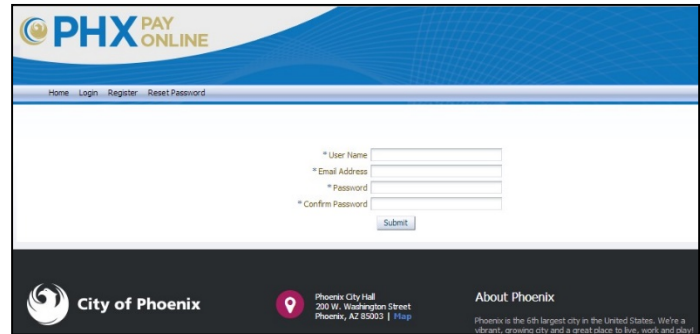 PHX PAY ONLINE
Home Login Register Reset Password
* User Name
* Email Address
* Password
* Confirm Password
Submit
City of Phoenix
Phoenix City Hall
200 W. Washington Street
Phoenix, AZ 85003 | Map
About Phoenix
Phoenix is the 6th largest city in the United States. We're a
vibrant, growing city and a great place to live, work and play!